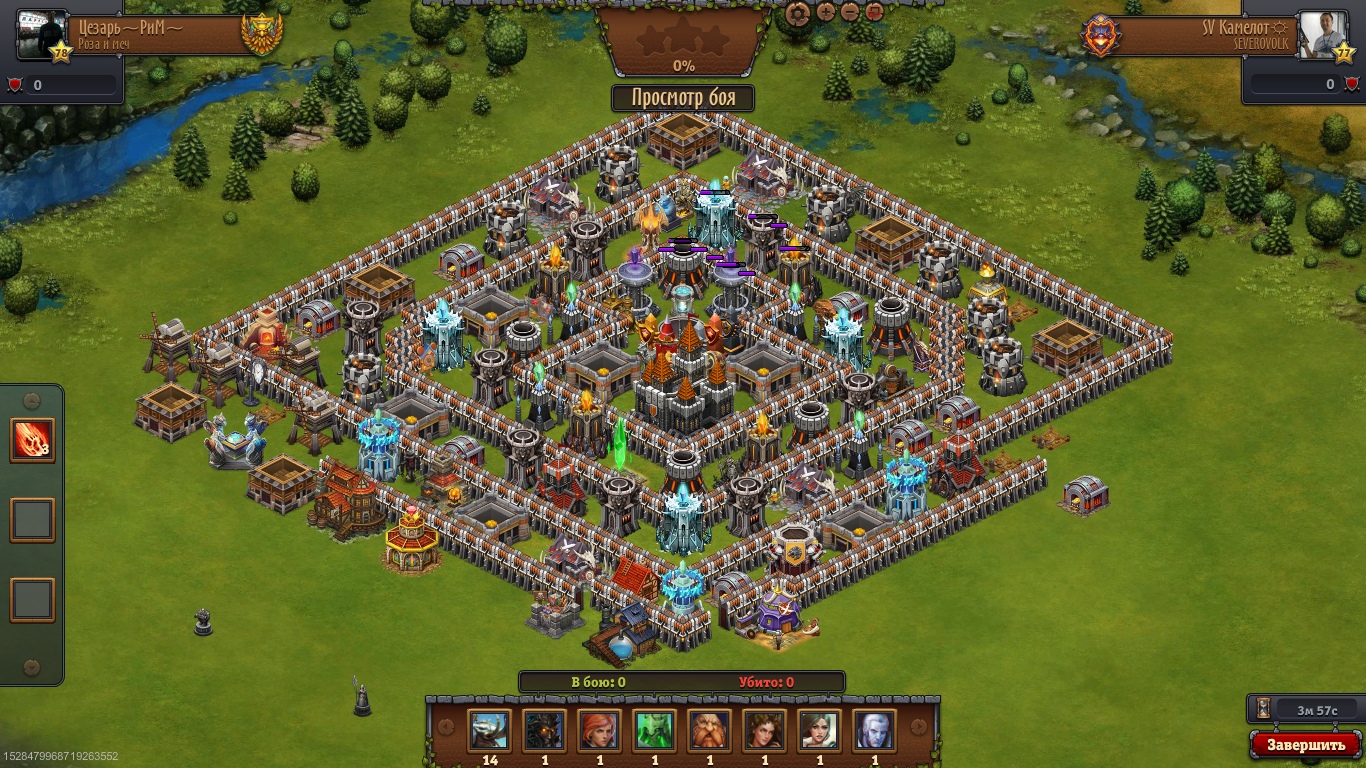 Цезарь~РиМ~
Роза и меч
78
0
0%
Просмотр боя
SV Камелот☼
SEVEROVOLK
77
0
3
В бою: 0
Убито: 0
14
1
1
1
1
1
1
1
3м 57с
Завершить
1528479968719263552